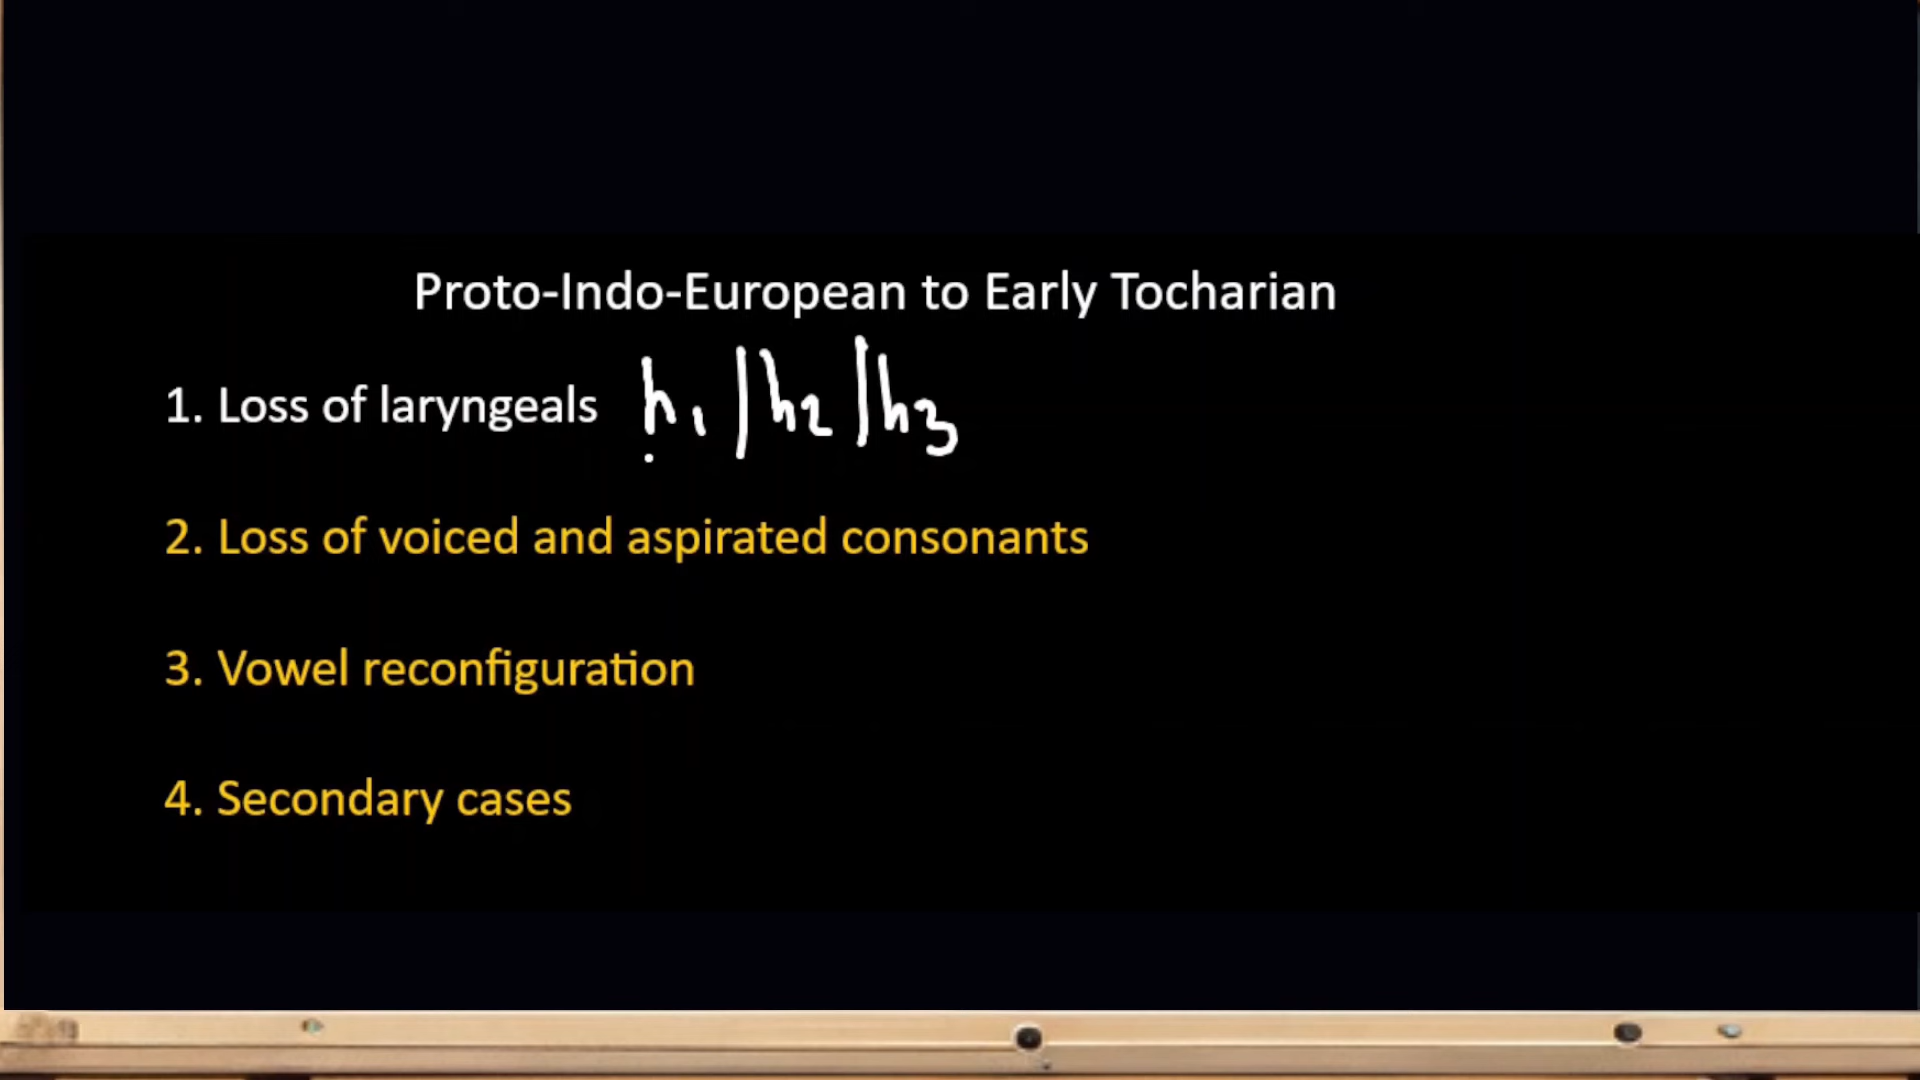 Proto-Indo-European to Early Tocharian
1. Loss of laryngeals h1 | h2 | h3
2. Loss of voiced and aspirated consonants
3. Vowel reconfiguration
4. Secondary cases